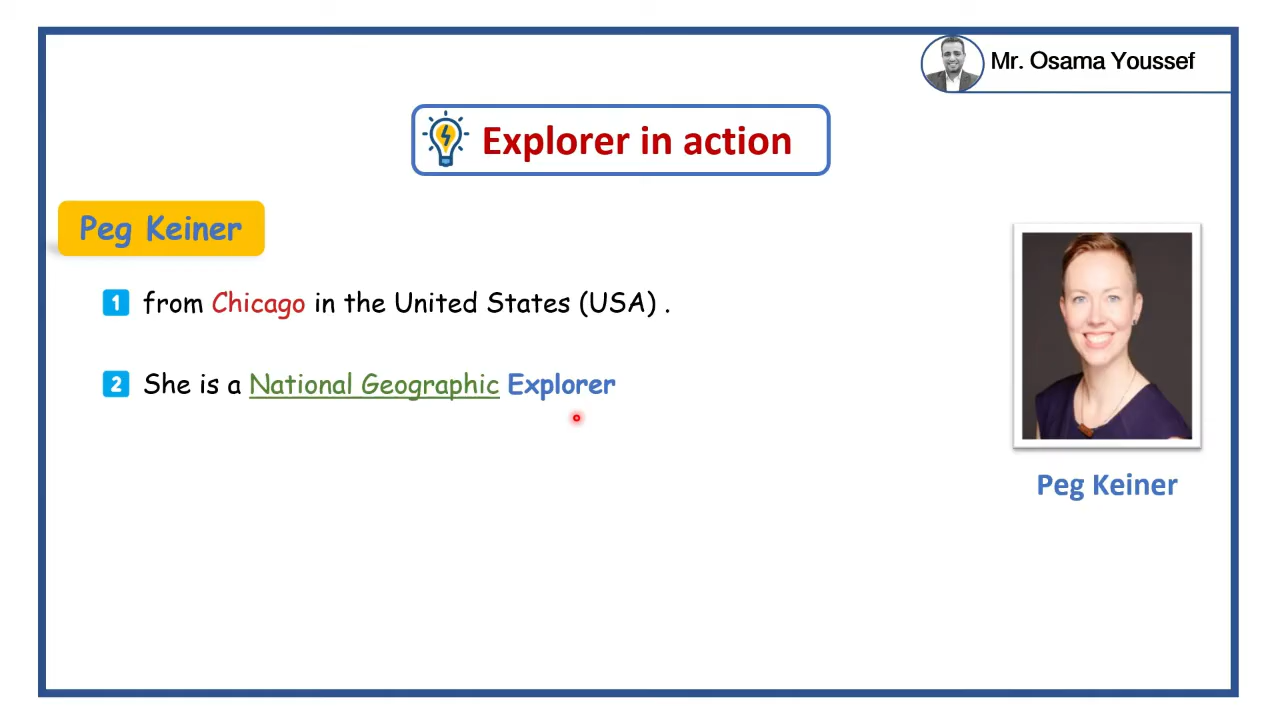 Mr. Osama Youssef
Explorer in action
Peg Keiner
1 from Chicago in the United States (USA) .
2 She is a National Geographic Explorer
Peg Keiner